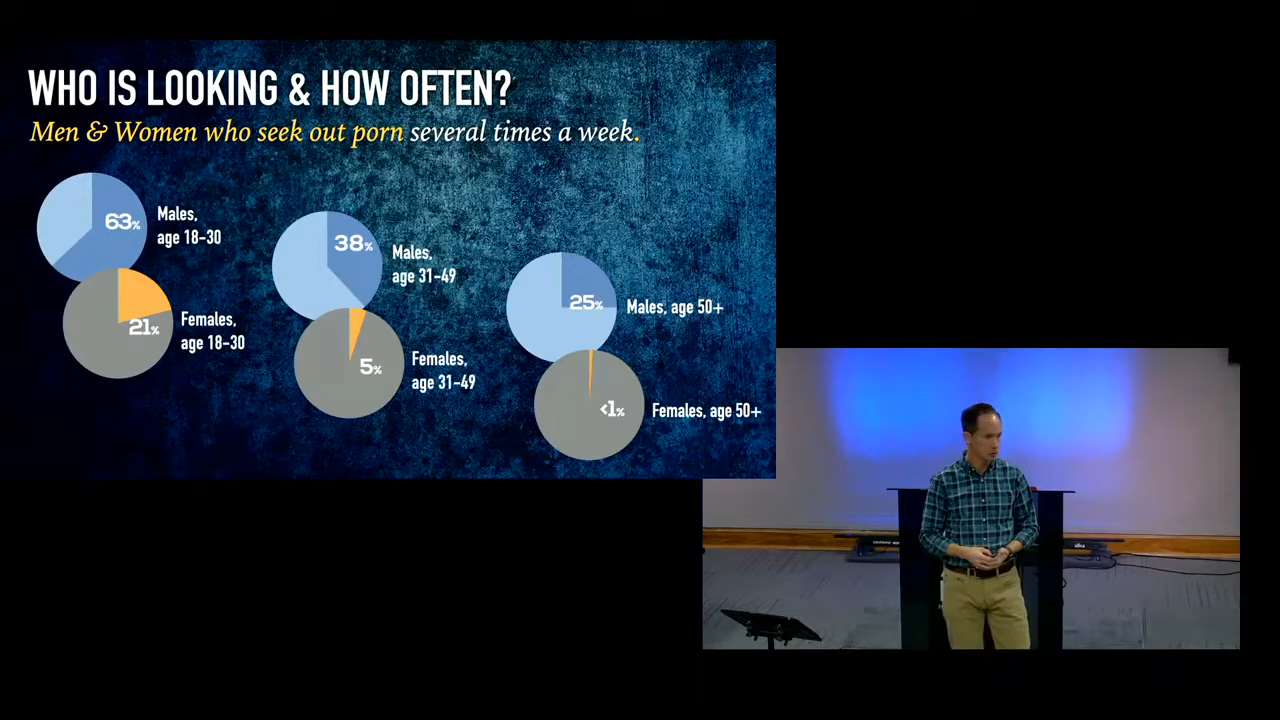 WHO IS LOOKING & HOW OFTEN?
Men & Women who seek out porn several times a week.
63%
Males,
age 18-30
21%
Females,
age 18-30
38%
Males,
age 31-49
5%
Females,
age 31-49
25%
Males, age 50+
<1%
Females, age 50+